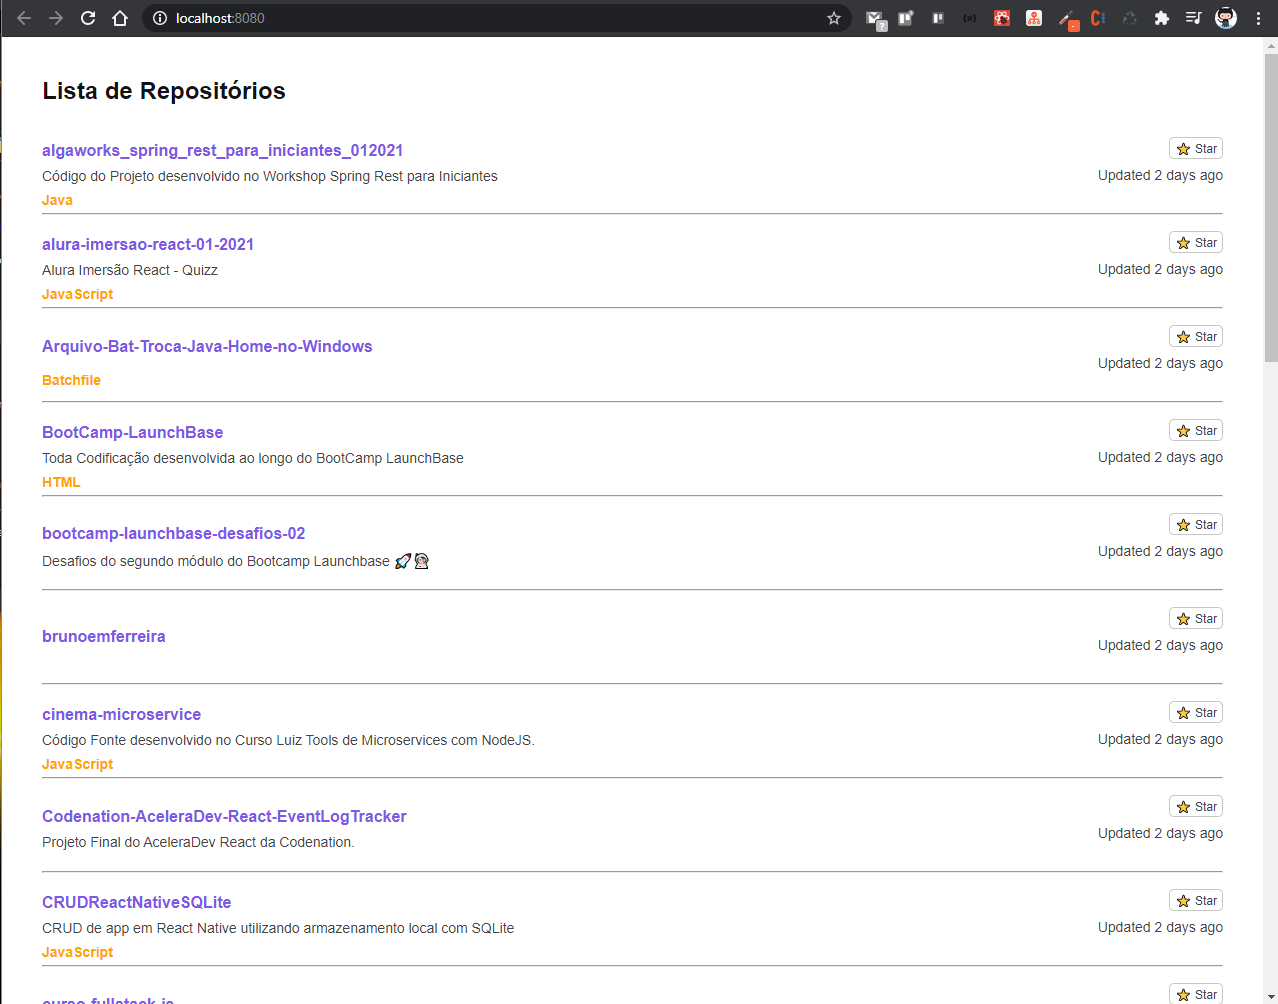 localhost:8080
Lista de Repositórios
algaworks_spring_rest_para_iniciantes_012021
Star
Código do Projeto desenvolvido no Workshop Spring Rest para Iniciantes
Updated 2 days ago
Java
alura-imersao-react-01-2021
Star
Alura Imersão React - Quizz
Updated 2 days ago
JavaScript
Star
Arquivo-Bat-Troca-Java-Home-no-Windows
Updated 2 days ago
Batchfile
BootCamp-LaunchBase
Star
Toda Codificação desenvolvida ao longo do BootCamp LaunchBase
Updated 2 days ago
HTML
Star
bootcamp-launchbase-desafios-02
Updated 2 days ago
Desafios do segundo módulo do Bootcamp Launchbase 🚀👨‍🚀
Star
brunoemferreira
Updated 2 days ago
cinema-microservice
Star
Código Fonte desenvolvido no Curso Luiz Tools de Microservices com NodeJS.
Updated 2 days ago
JavaScript
Star
Codenation-AceleraDev-React-EventLogTracker
Updated 2 days ago
Projeto Final do AceleraDev React da Codenation.
CRUDReactNativeSQLite
Star
CRUD de app em React Native utilizando armazenamento local com SQLite
Updated 2 days ago
JavaScript
Star
curso-fullstack-js